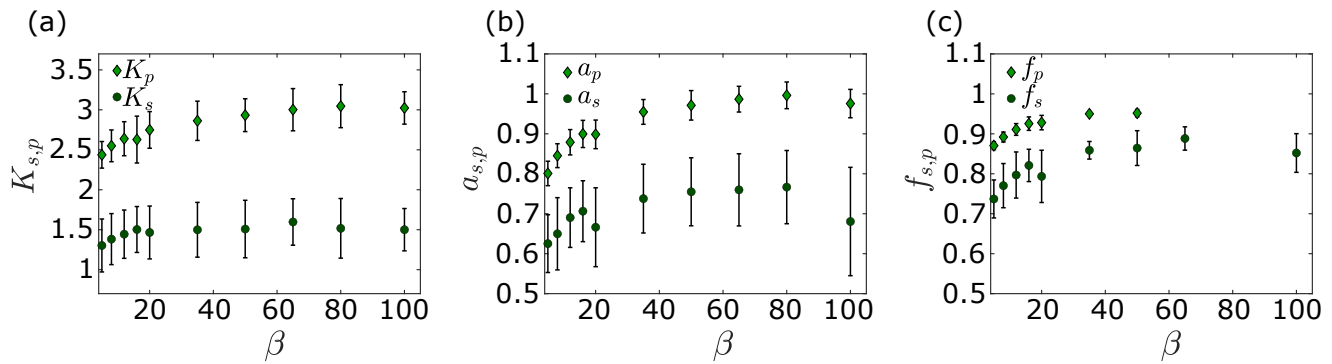 (a)
K_{s,p}
3.5
3
2.5
2
1.5
1
K_p
K_s
20 40 60 80 100
β
(b)
a_{s,p}
1.1
1
0.9
0.8
0.7
0.6
0.5
a_p
a_s
20 40 60 80 100
β
(c)
f_{s,p}
1.1
1
0.9
0.8
0.7
0.6
0.5
f_p
f_s
20 40 60 80 100
β